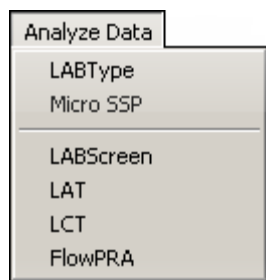 Analyze Data
LABType
Micro SSP
LABScreen
LAT
LCT
FlowPRA